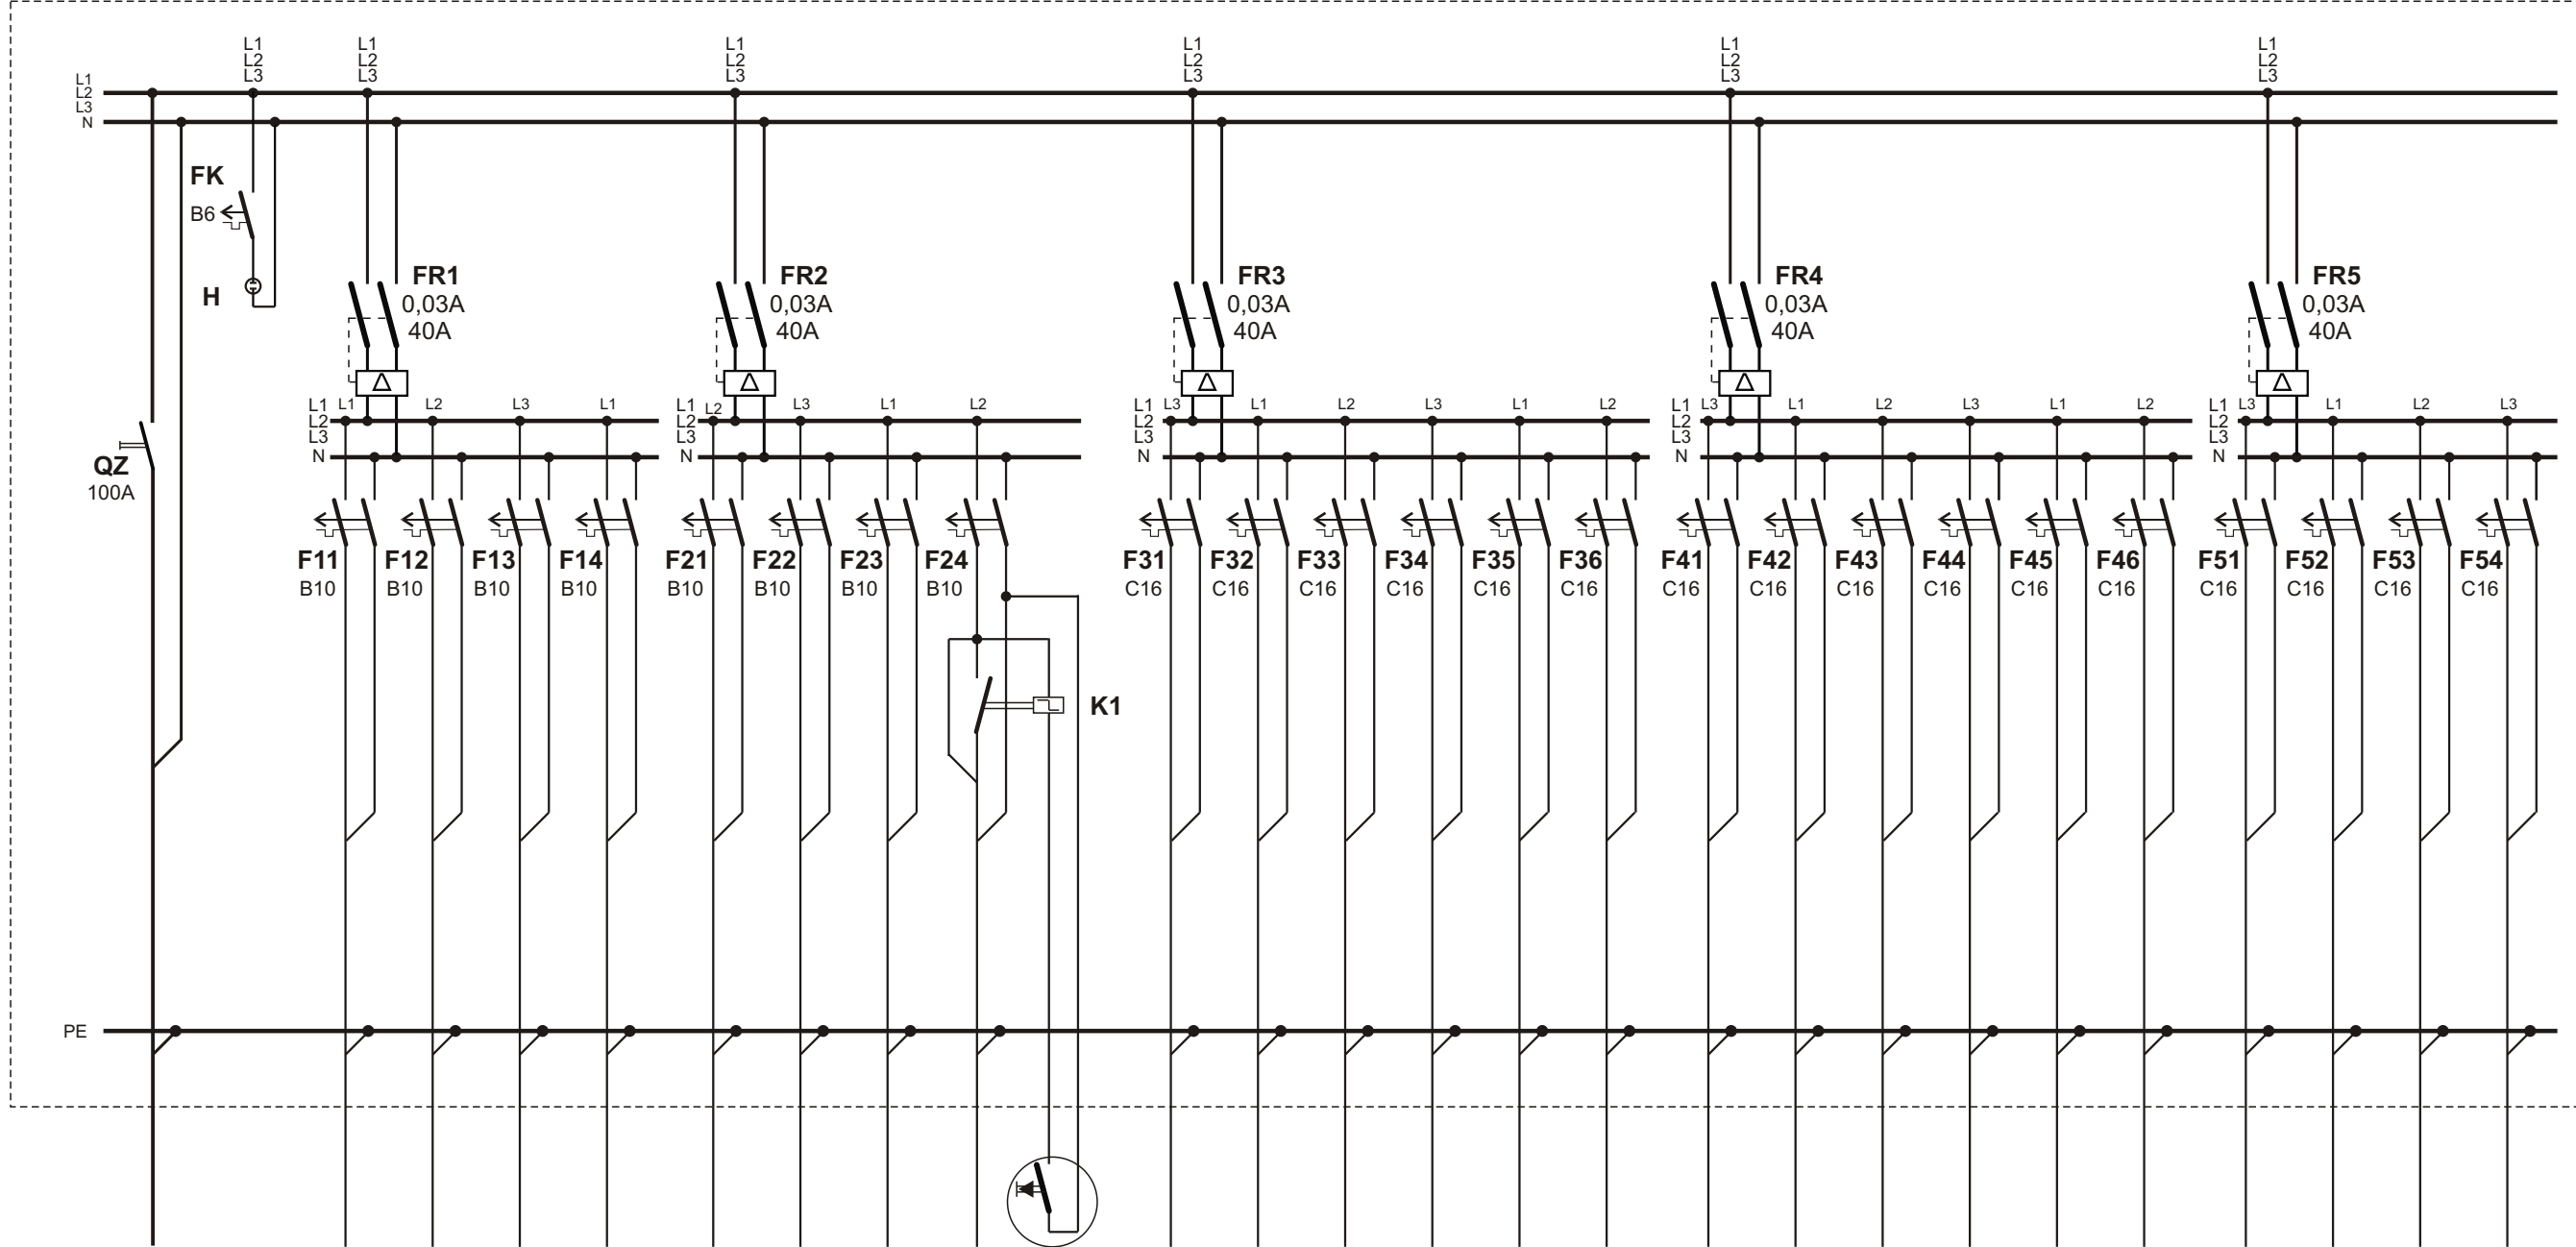 L1 L1 L1 L1 L1 L1
L2 L2 L2 L2 L2 L2
L3 L3 L3 L3 L3 L3
L1
L2
L3
N
FK
B6
H
FR1 FR2 FR3 FR4 FR5
0,03A 0,03A 0,03A 0,03A 0,03A
40A 40A 40A 40A 40A
L1 L1 L2 L3 L1 L1 L2 L3 L1 L2 L1 L3 L1 L2 L3 L1 L2 L1 L3 L1 L2 L3 L1 L2 L1 L3 L1 L2 L3
L2 L2 L2 L2 L2
L3 L3 L3 L3 L3
N N N N N
QZ
100A
F11 F12 F13 F14 F21 F22 F23 F24 F31 F32 F33 F34 F35 F36 F41 F42 F43 F44 F45 F46 F51 F52 F53 F54
B10 B10 B10 B10 B10 B10 B10 B10 C16 C16 C16 C16 C16 C16 C16 C16 C16 C16 C16 C16 C16 C16 C16 C16
K1
PE